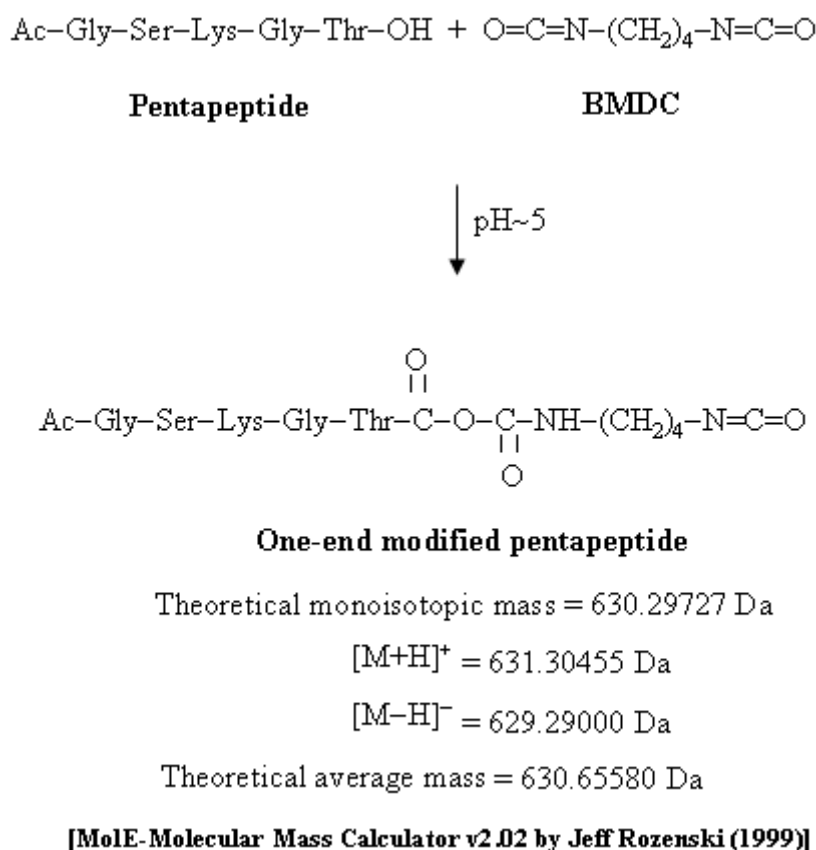 Ac–Gly–Ser–Lys–Gly–Thr–OH + O=C=N–(CH₂)₄–N=C=O
Pentapeptide BMDC
pH~5
O
Ac–Gly–Ser–Lys–Gly–Thr–C–O–C–NH–(CH₂)₄–N=C=O
O
One-end modified pentapeptide
Theoretical monoisotopic mass = 630.29727 Da
[M+H]⁺ = 631.30455 Da
[M–H]⁻ = 629.29000 Da
Theoretical average mass = 630.65580 Da
[MolE-Molecular Mass Calculator v2.02 by Jeff Rozenski (1999)]